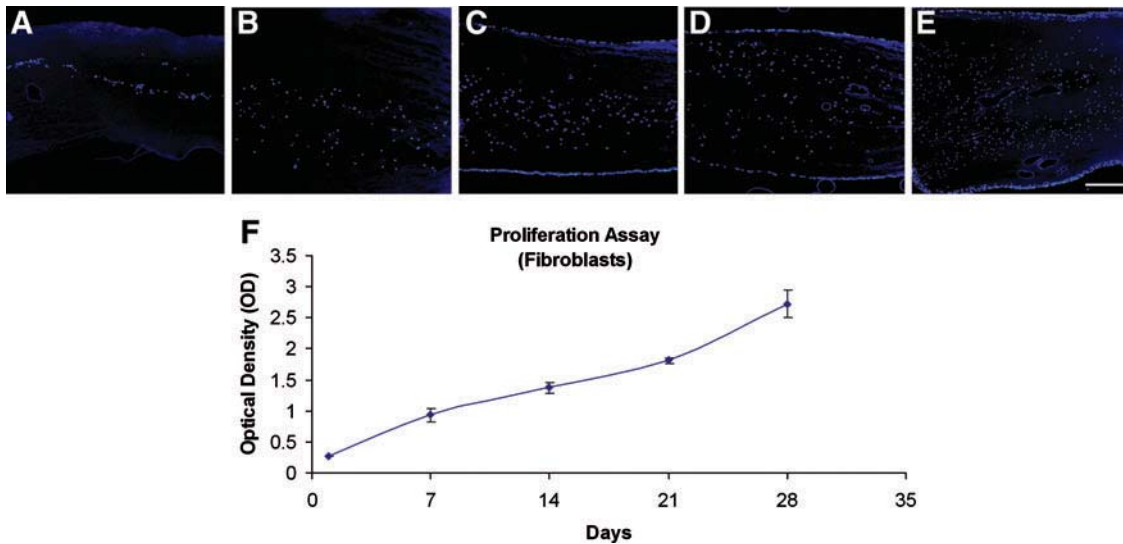 A B C D E
F
Proliferation Assay
(Fibroblasts)
Optical Density (OD)
3.5
3
2.5
2
1.5
1
0.5
0
0 7 14 21 28 35
Days